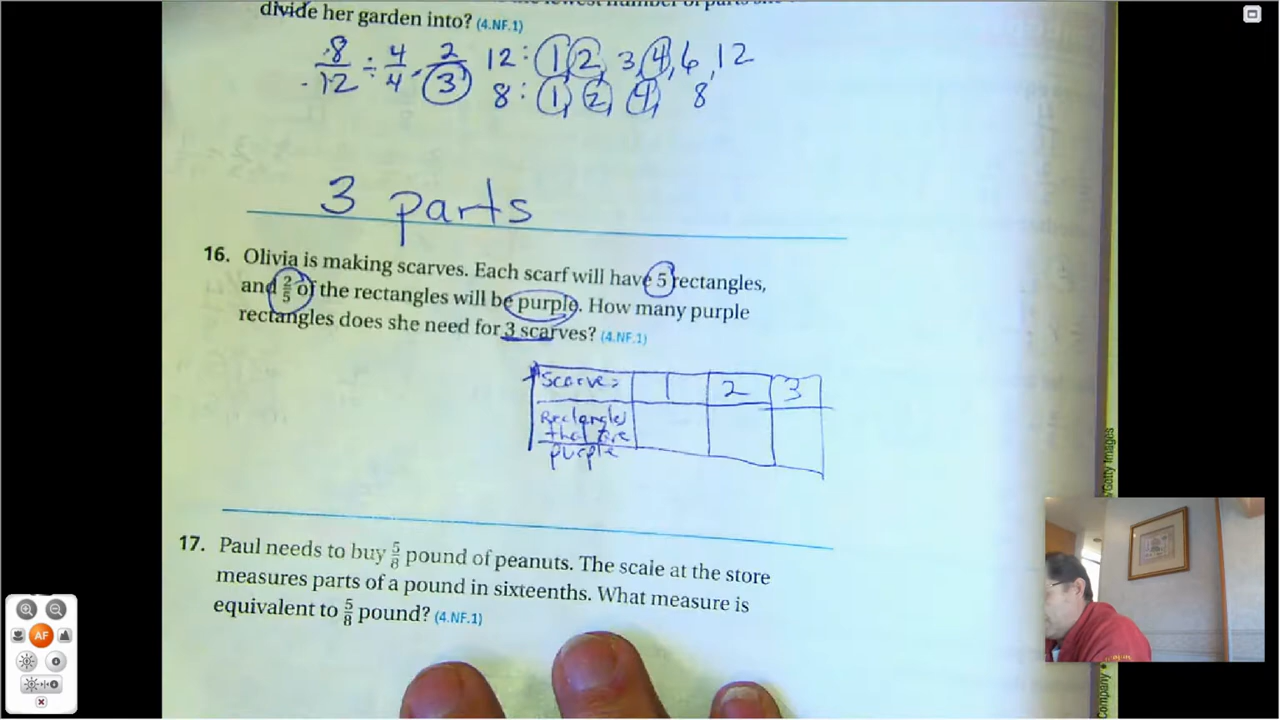 divide her garden into? (4.NF.1)
8/12 ÷ 4/4 = 2/3 12: 1, 2, 3, 4, 6, 12
8: 1, 2, 4, 8
3 parts
16. Olivia is making scarves. Each scarf will have 5 rectangles,
and 2/5 of the rectangles will be purple. How many purple
rectangles does she need for 3 scarves? (4.NF.1)
Scarves 1 2 3
Rectangles
that are
purple
17. Paul needs to buy 5/8 pound of peanuts. The scale at the store
measures parts of a pound in sixteenths. What measure is
equivalent to 5/8 pound? (4.NF.1)
/Getty Images
Company
AF